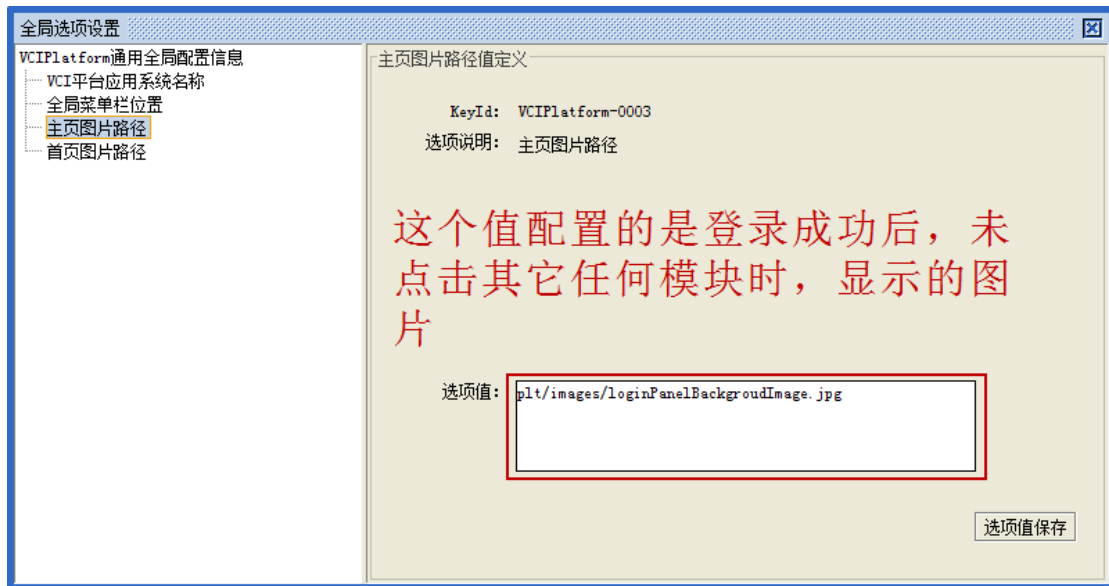 全局选项设置
VCIPlatform通用全局配置信息
VCI平台应用系统名称
全局菜单栏位置
主页图片路径
首页图片路径
主页图片路径值定义
KeyId: VCIPlatform-0003
选项说明: 主页图片路径
这个值配置的是登录成功后，未
点击其它任何模块时，显示的图
片
选项值: plt/images/loginPanelBackgroudImage.jpg
选项值保存